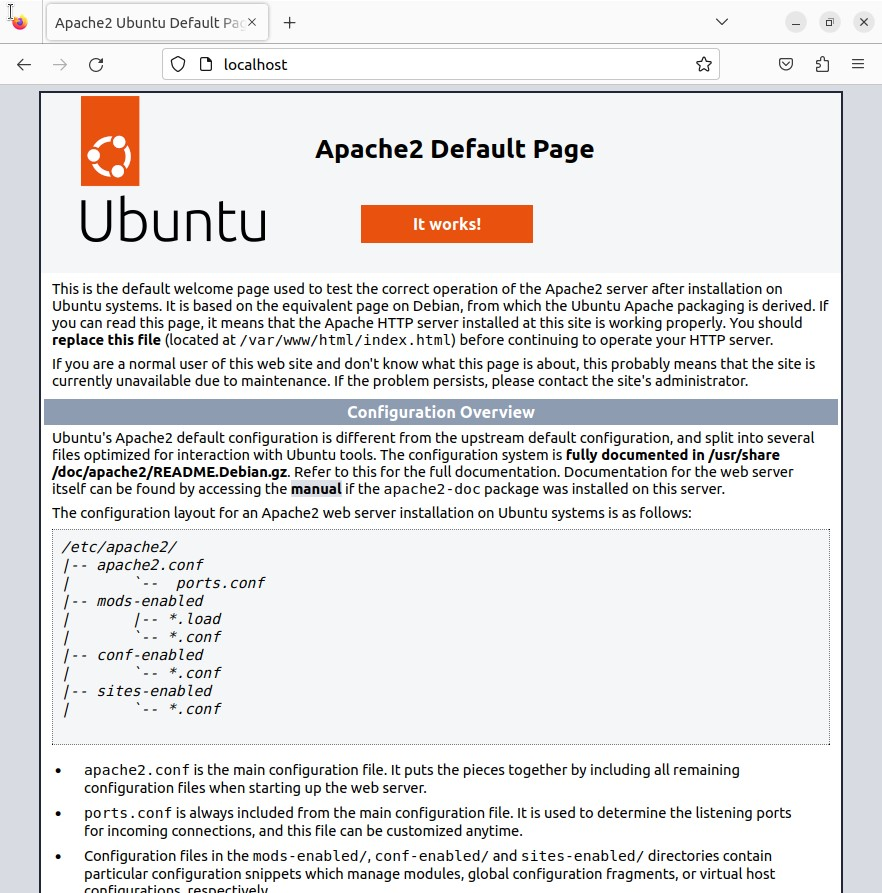 Apache2 Ubuntu Default Pag
localhost
Apache2 Default Page
Ubuntu
It works!
This is the default welcome page used to test the correct operation of the Apache2 server after installation on
Ubuntu systems. It is based on the equivalent page on Debian, from which the Ubuntu Apache packaging is derived. If
you can read this page, it means that the Apache HTTP server installed at this site is working properly. You should
replace this file (located at /var/www/html/index.html) before continuing to operate your HTTP server.
If you are a normal user of this web site and don't know what this page is about, this probably means that the site is
currently unavailable due to maintenance. If the problem persists, please contact the site's administrator.
Configuration Overview
Ubuntu's Apache2 default configuration is different from the upstream default configuration, and split into several
files optimized for interaction with Ubuntu tools. The configuration system is fully documented in /usr/share
/doc/apache2/README.Debian.gz. Refer to this for the full documentation. Documentation for the web server
itself can be found by accessing the manual if the apache2-doc package was installed on this server.
The configuration layout for an Apache2 web server installation on Ubuntu systems is as follows:
/etc/apache2/
|-- apache2.conf
|       `--  ports.conf
|-- mods-enabled
|       |-- *.load
|       `-- *.conf
|-- conf-enabled
|       `-- *.conf
|-- sites-enabled
|       `-- *.conf
• apache2.conf is the main configuration file. It puts the pieces together by including all remaining
configuration files when starting up the web server.
• ports.conf is always included from the main configuration file. It is used to determine the listening ports
for incoming connections, and this file can be customized anytime.
• Configuration files in the mods-enabled/, conf-enabled/ and sites-enabled/ directories contain
particular configuration snippets which manage modules, global configuration fragments, or virtual host
configurations, respectively.